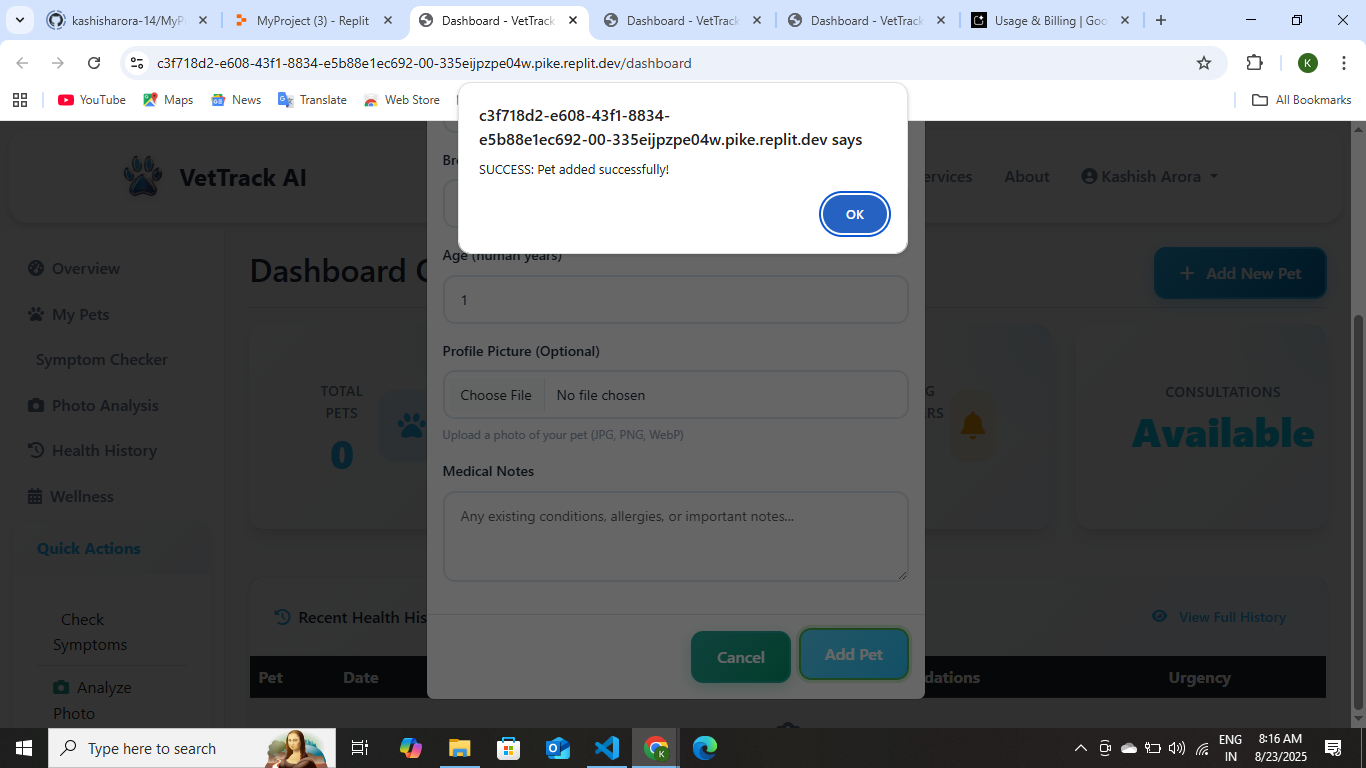 kashisharora-14/MyPi
MyProject (3) - Replit
Dashboard - VetTrack
Dashboard - VetTrack
Dashboard - VetTrack
Usage & Billing | Goo
c3f718d2-e608-43f1-8834-e5b88e1ec692-00-335eijpzpe04w.pike.replit.dev/dashboard
K
YouTube
Maps
News
Translate
Web Store
All Bookmarks
c3f718d2-e608-43f1-8834-
e5b88e1ec692-00-335eijpzpe04w.pike.replit.dev says
SUCCESS: Pet added successfully!
OK
VetTrack AI
ervices
About
Kashish Arora
Overview
My Pets
Symptom Checker
Photo Analysis
Health History
Wellness
Quick Actions
Check
Symptoms
Analyze
Photo
Dashboard
Add New Pet
TOTAL
PETS
0
CONSULTATIONS
Available
Bre
Age (human years)
1
Profile Picture (Optional)
Choose File No file chosen
Upload a photo of your pet (JPG, PNG, WebP)
Medical Notes
Any existing conditions, allergies, or important notes...
Cancel
Add Pet
Recent Health His
View Full History
Pet Date dations Urgency
Type here to search
ENG
IN
8:16 AM
8/23/2025